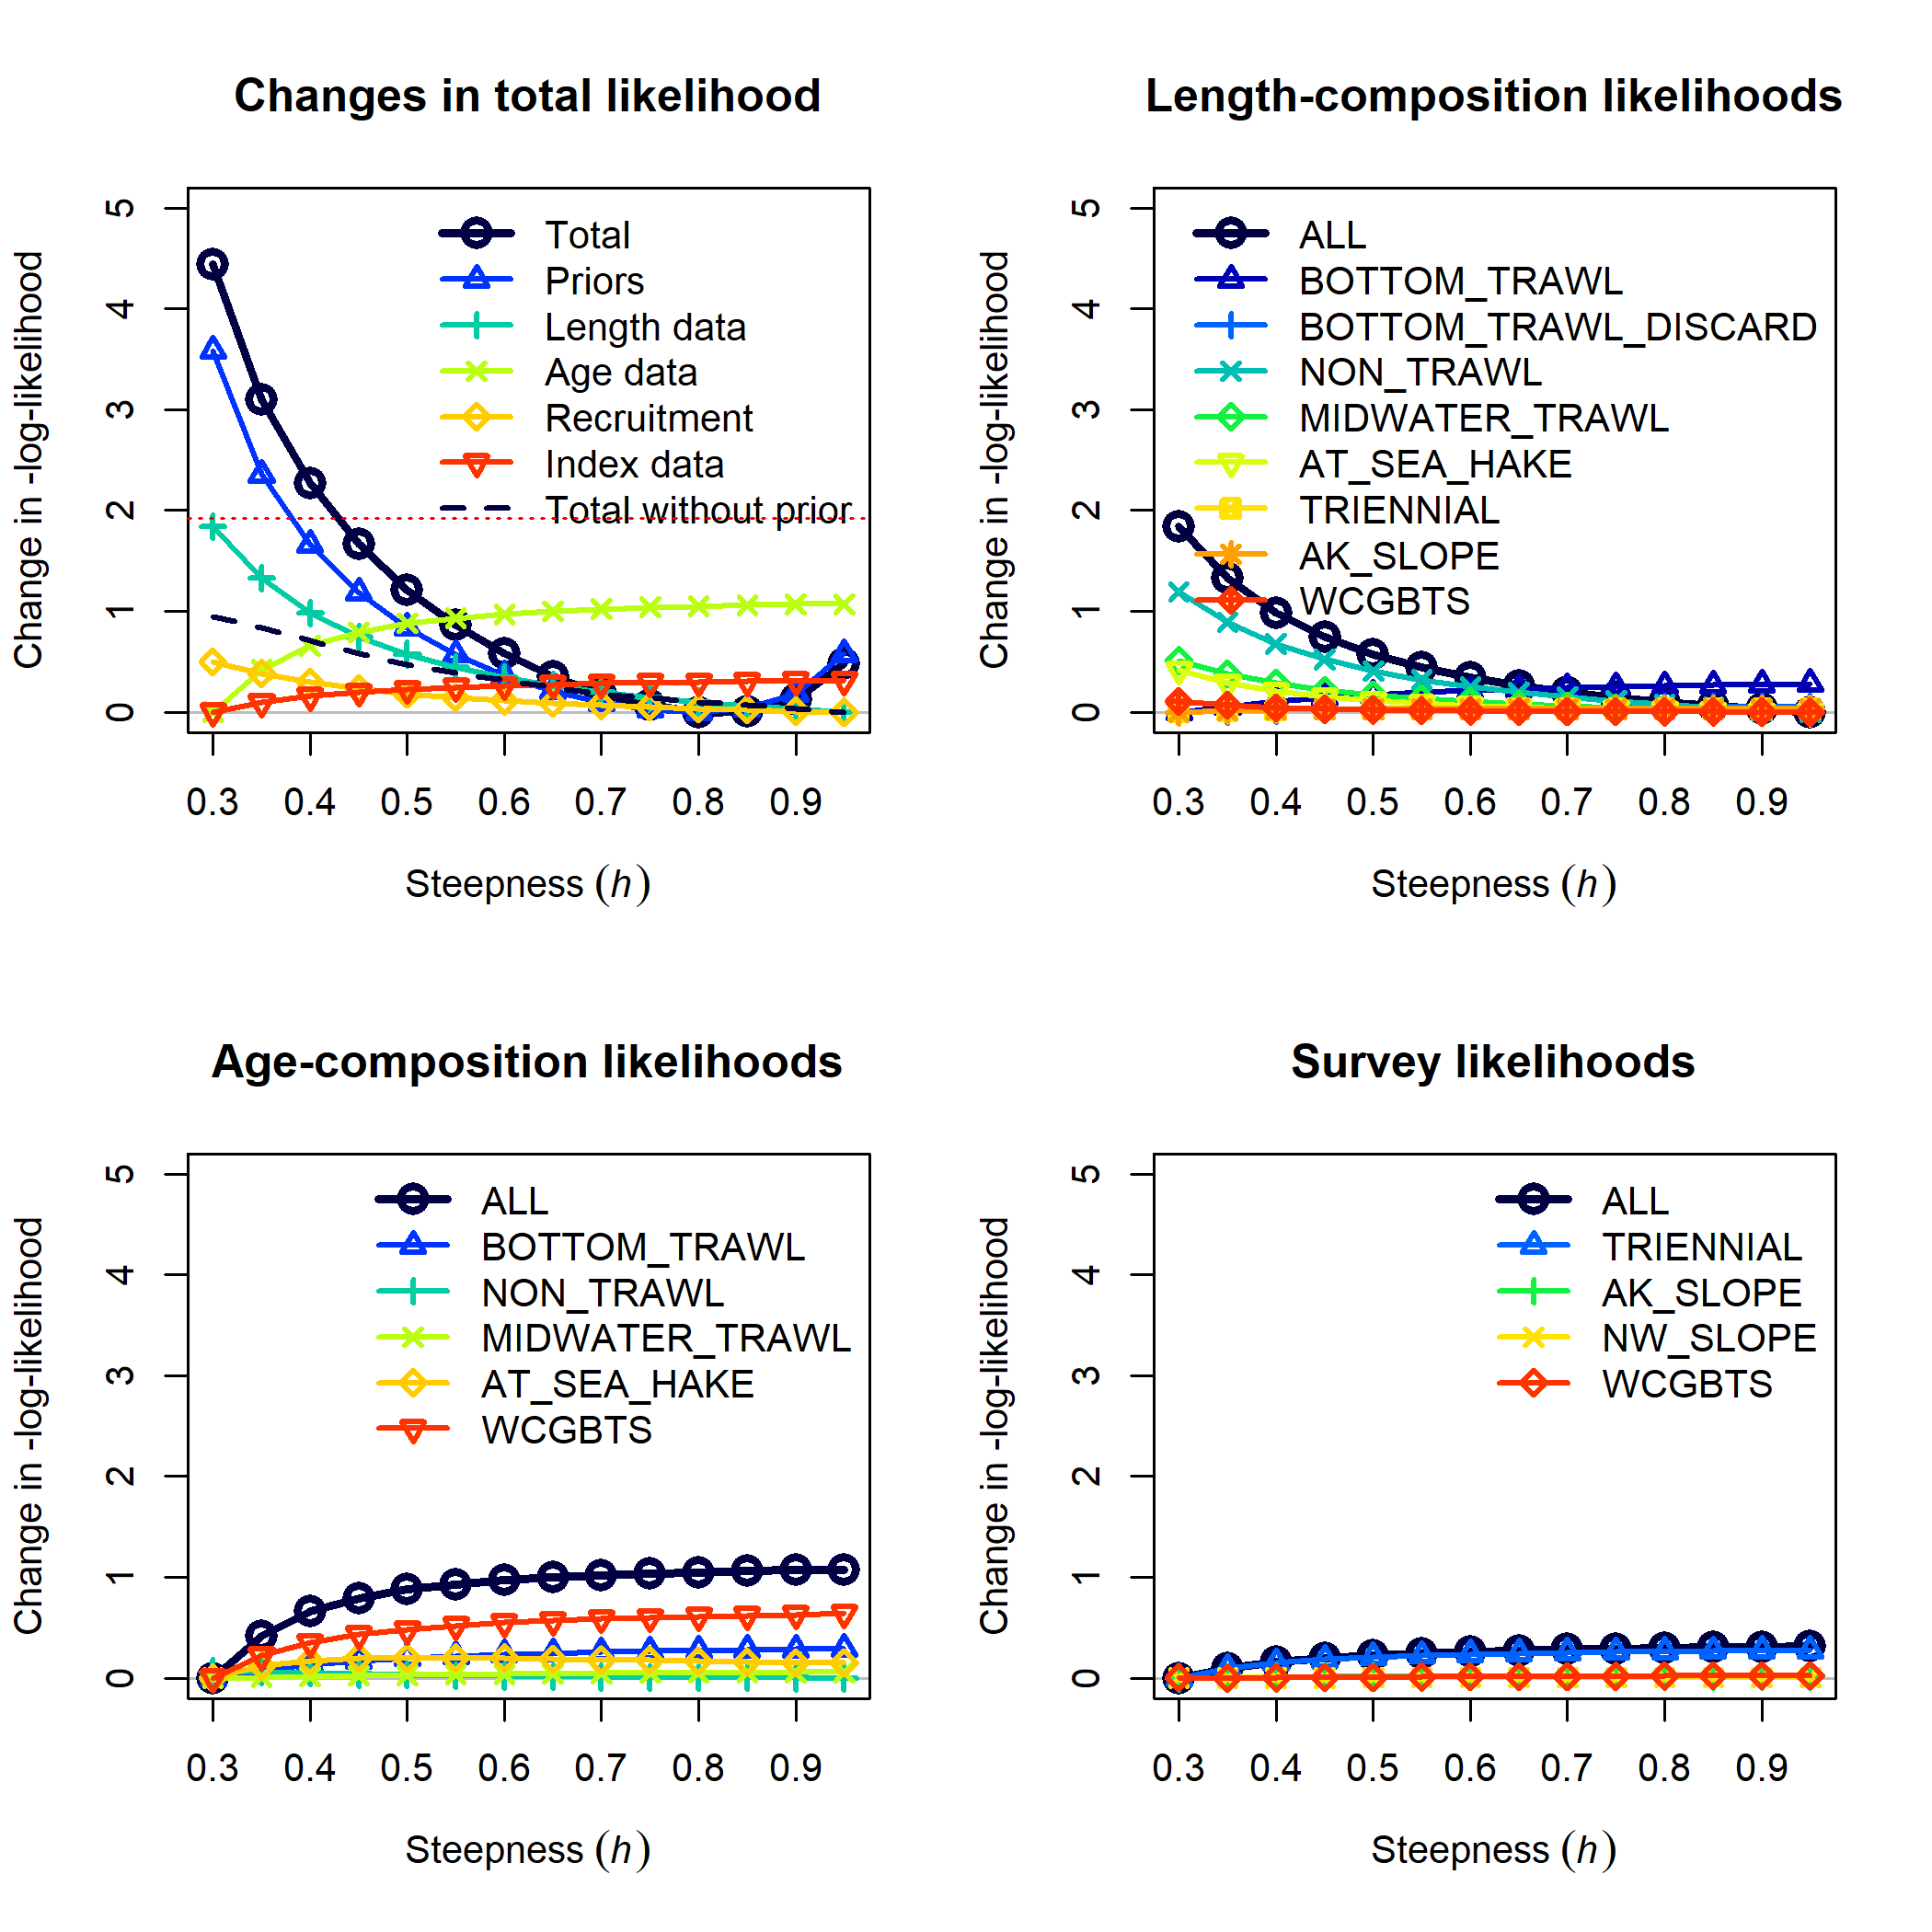 Changes in total likelihood
Change in -log-likelihood
5
4
3
2
1
0
Total
Priors
Length data
Age data
Recruitment
Index data
Total without prior
0.3 0.4 0.5 0.6 0.7 0.8 0.9
Steepness (h)
Length-composition likelihoods
Change in -log-likelihood
5
4
3
2
1
0
ALL
BOTTOM_TRAWL
BOTTOM_TRAWL_DISCARD
NON_TRAWL
MIDWATER_TRAWL
AT_SEA_HAKE
TRIENNIAL
AK_SLOPE
WCGBTS
0.3 0.4 0.5 0.6 0.7 0.8 0.9
Steepness (h)
Age-composition likelihoods
Change in -log-likelihood
5
4
3
2
1
0
ALL
BOTTOM_TRAWL
NON_TRAWL
MIDWATER_TRAWL
AT_SEA_HAKE
WCGBTS
0.3 0.4 0.5 0.6 0.7 0.8 0.9
Steepness (h)
Survey likelihoods
Change in -log-likelihood
5
4
3
2
1
0
ALL
TRIENNIAL
AK_SLOPE
NW_SLOPE
WCGBTS
0.3 0.4 0.5 0.6 0.7 0.8 0.9
Steepness (h)